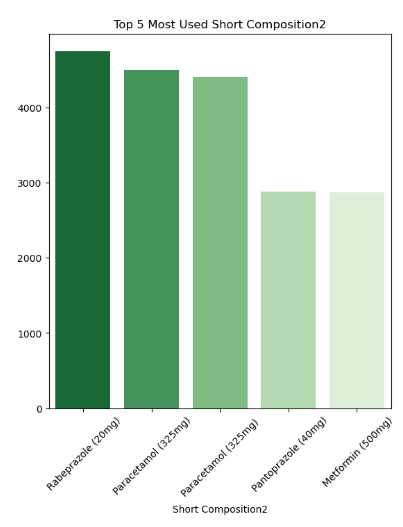 Top 5 Most Used Short Composition2
4000
3000
2000
1000
0
Rabeprazole (20mg)
Paracetamol (325mg)
Paracetamol (325mg)
Pantoprazole (40mg)
Metformin (500mg)
Short Composition2